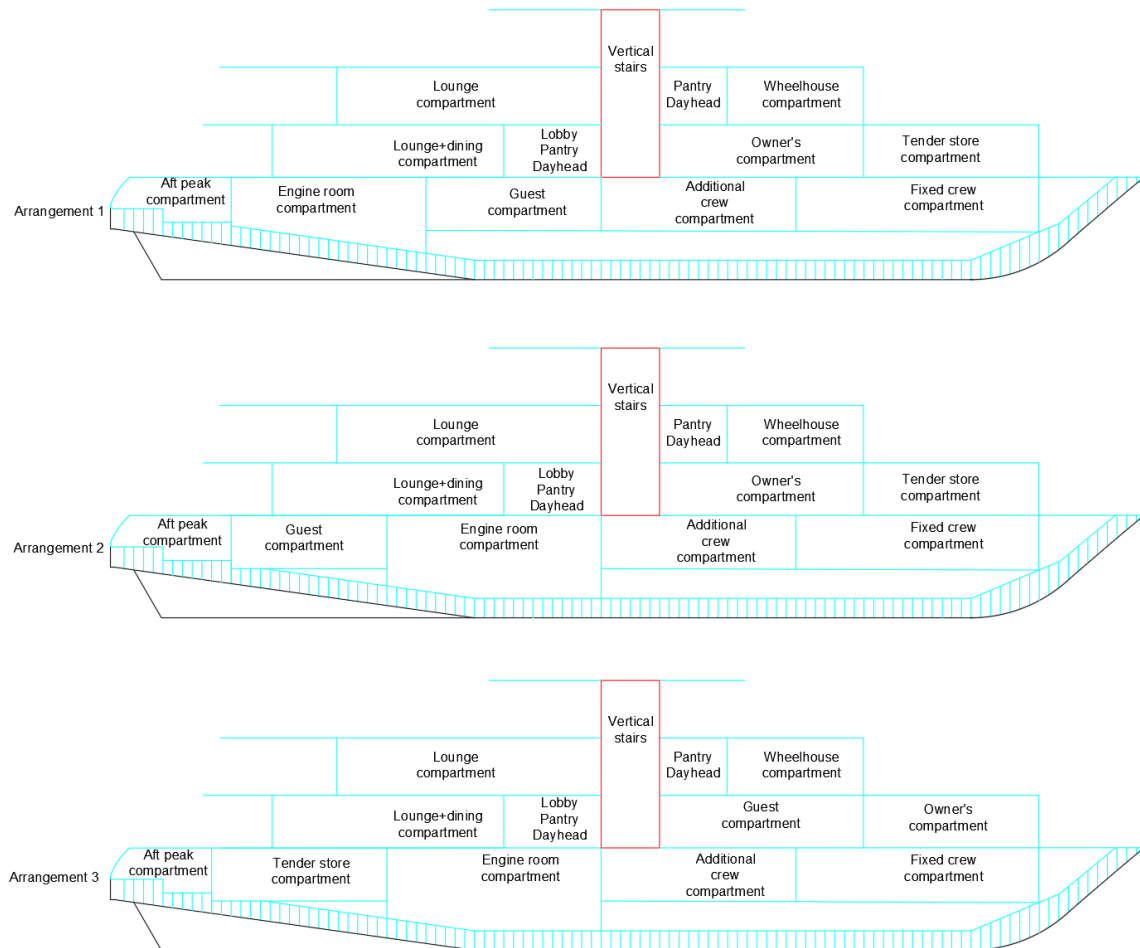 Vertical
stairs
Lounge
compartment
Pantry
Dayhead
Wheelhouse
compartment
Lounge+dining
compartment
Lobby
Pantry
Dayhead
Owner's
compartment
Tender store
compartment
Arrangement 1
Aft peak
compartment
Engine room
compartment
Guest
compartment
Additional
crew
compartment
Fixed crew
compartment
Vertical
stairs
Lounge
compartment
Pantry
Dayhead
Wheelhouse
compartment
Lounge+dining
compartment
Lobby
Pantry
Dayhead
Owner's
compartment
Tender store
compartment
Arrangement 2
Aft peak
compartment
Guest
compartment
Engine room
compartment
Additional
crew
compartment
Fixed crew
compartment
Vertical
stairs
Lounge
compartment
Pantry
Dayhead
Wheelhouse
compartment
Lounge+dining
compartment
Lobby
Pantry
Dayhead
Guest
compartment
Owner's
compartment
Arrangement 3
Aft peak
compartment
Tender store
compartment
Engine room
compartment
Additional
crew
compartment
Fixed crew
compartment